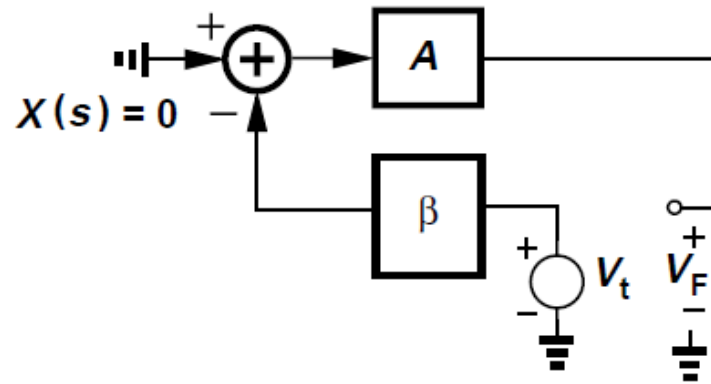 +
+
A
X(s) = 0
−
β
+
V_t
−
+
V_F
−